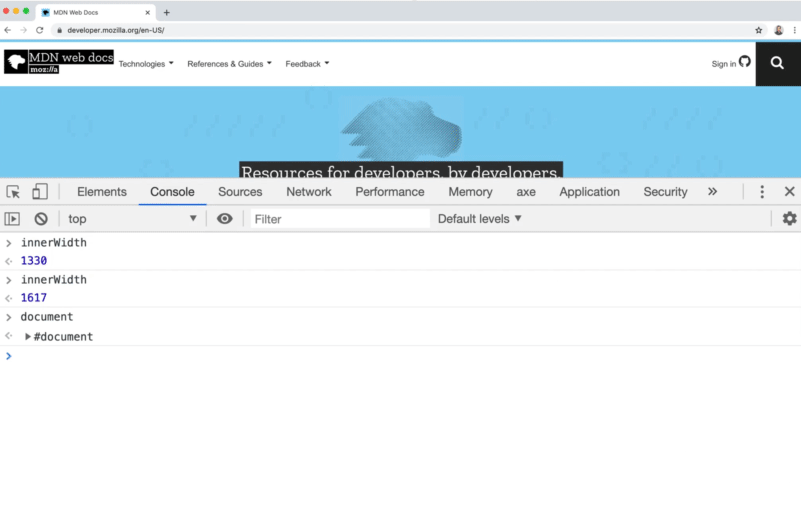 MDN Web Docs
developer.mozilla.org/en-US/
MDN web docs
moz://a
Technologies
References & Guides
Feedback
Sign in
Resources for developers, by developers.
Elements Console Sources Network Performance Memory axe Application Security
top Filter Default levels
innerWidth
1330
innerWidth
1617
document
#document